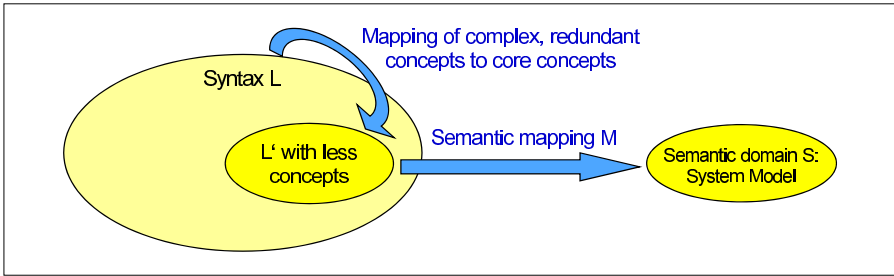 Mapping of complex, redundant
concepts to core concepts
Syntax L
Semantic mapping M
L‘ with less
concepts
Semantic domain S:
System Model